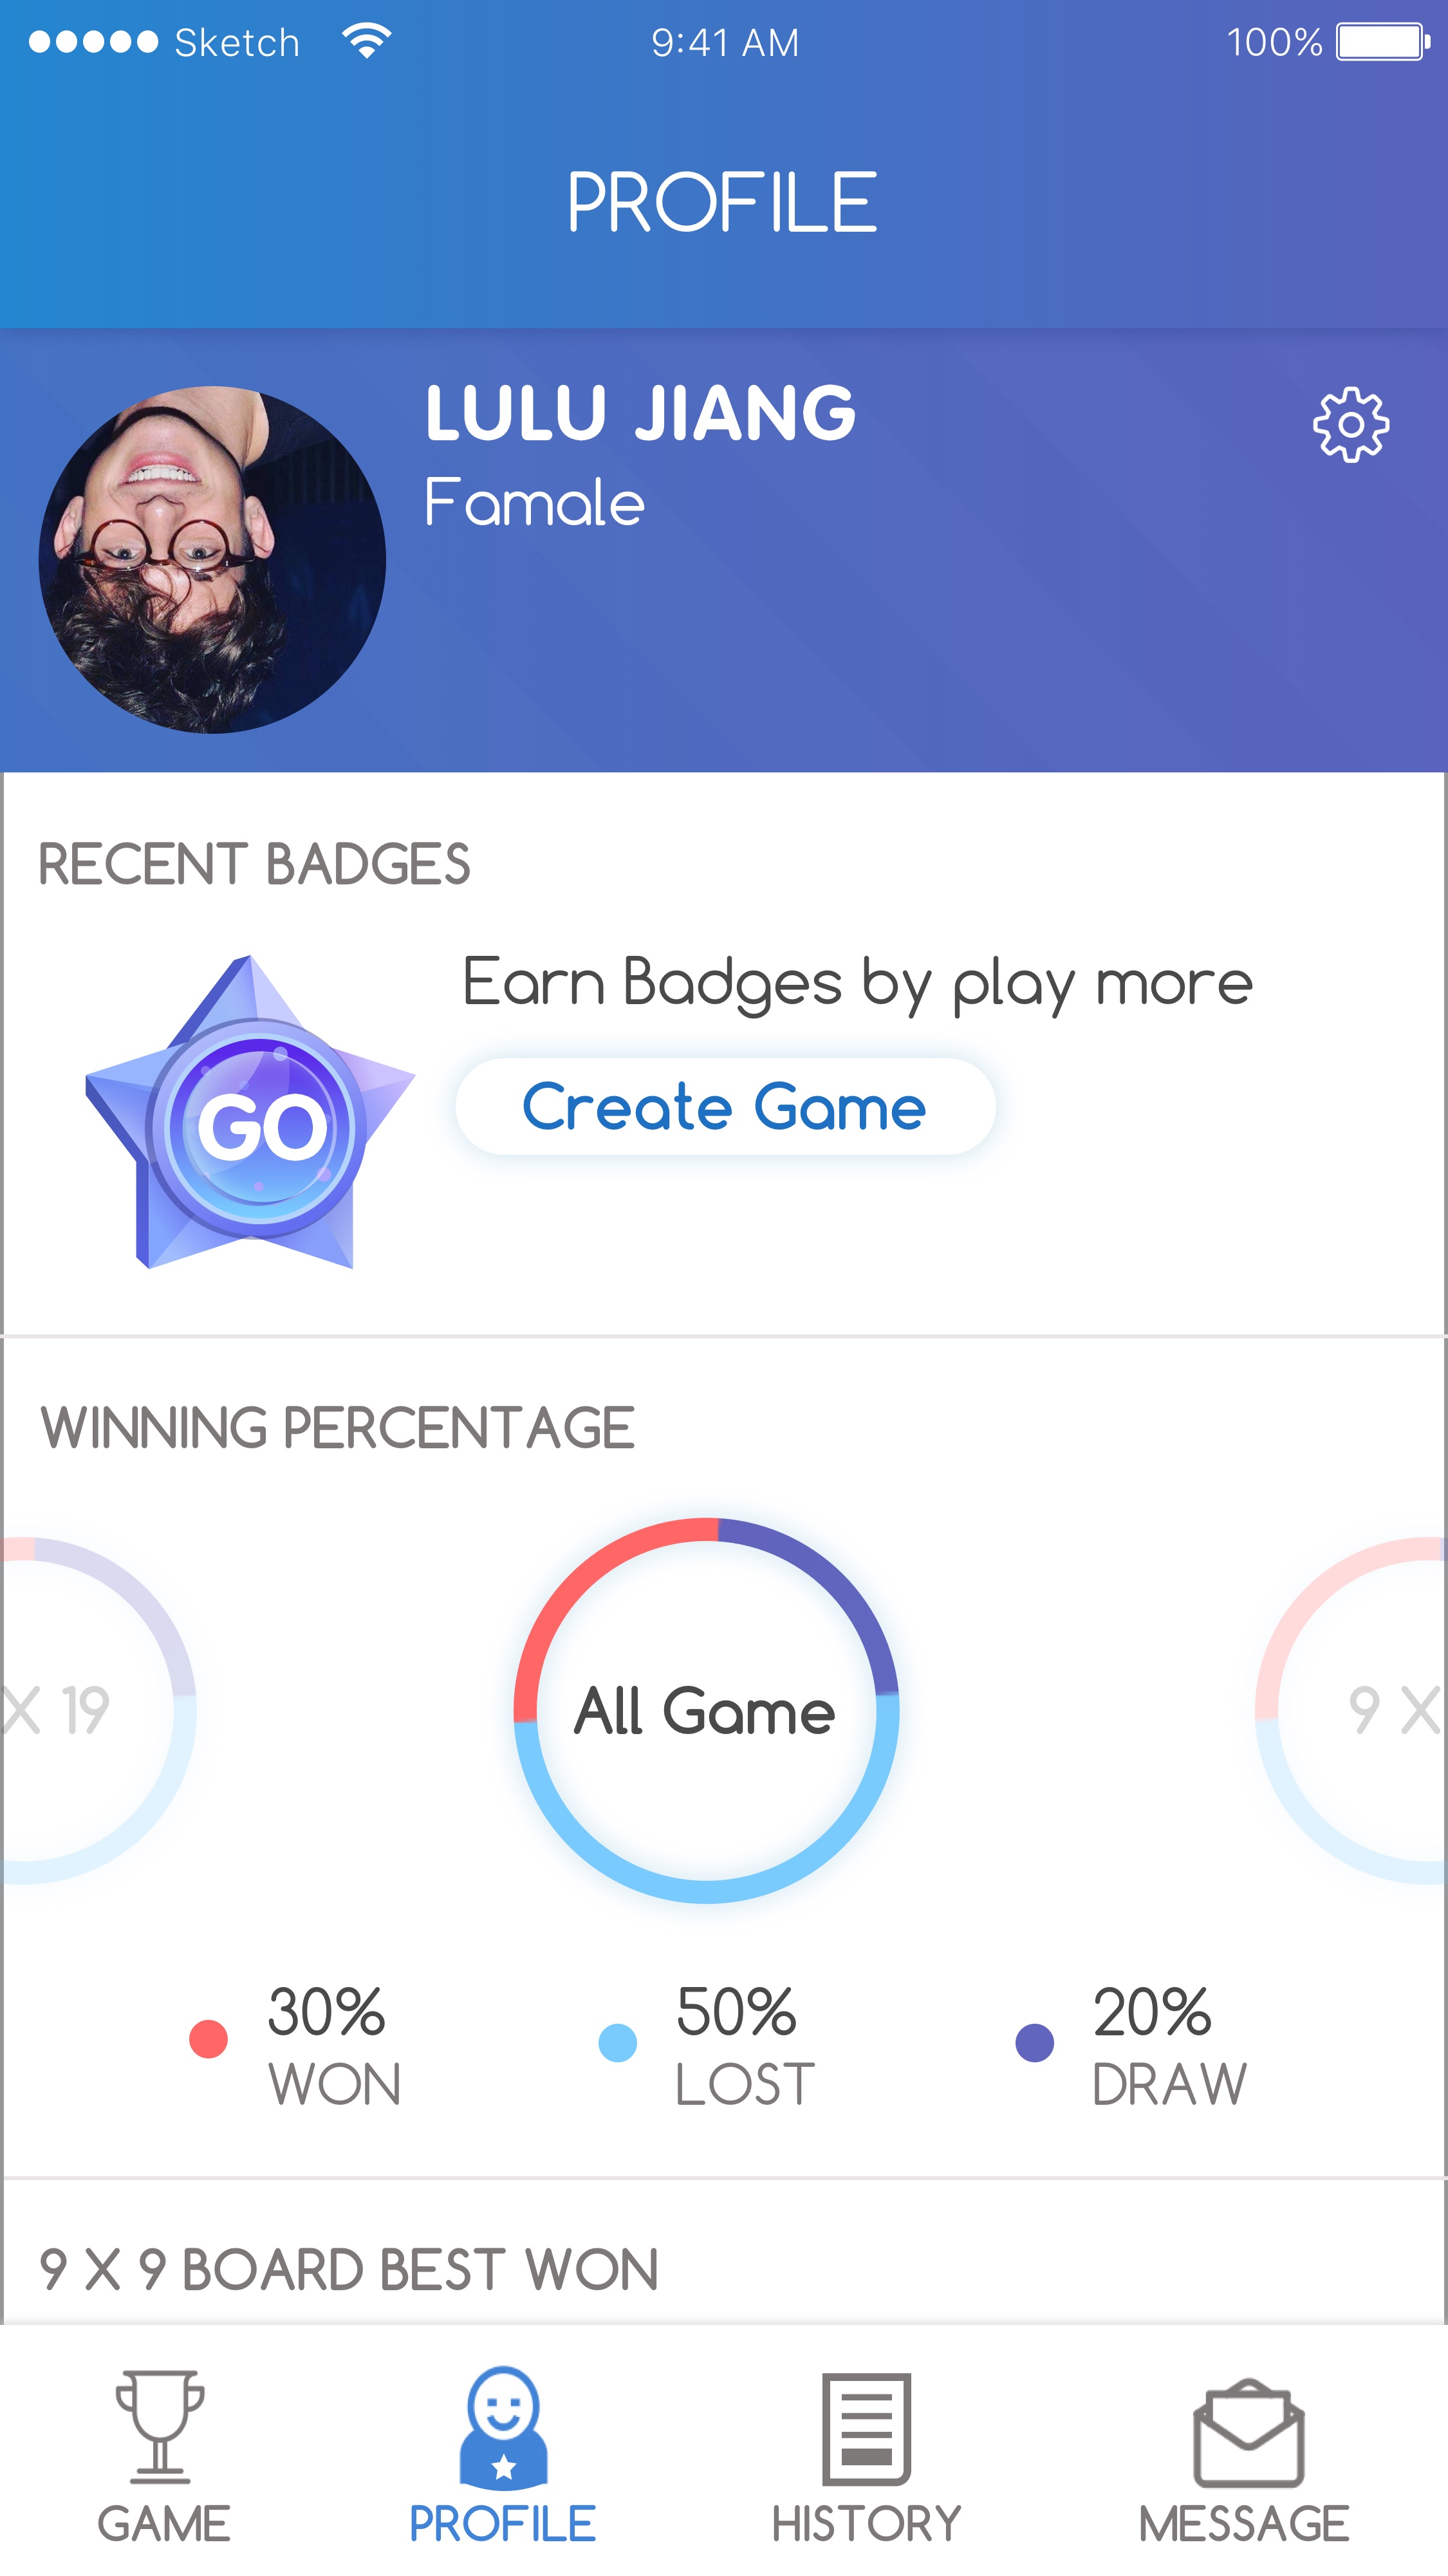 Sketch 9:41 AM 100%
PROFILE
LULU JIANG
Famale
RECENT BADGES
Earn Badges by play more
GO
Create Game
WINNING PERCENTAGE
X 19 All Game 9 X
30% 50% 20%
WON LOST DRAW
9 X 9 BOARD BEST WON
GAME PROFILE HISTORY MESSAGE